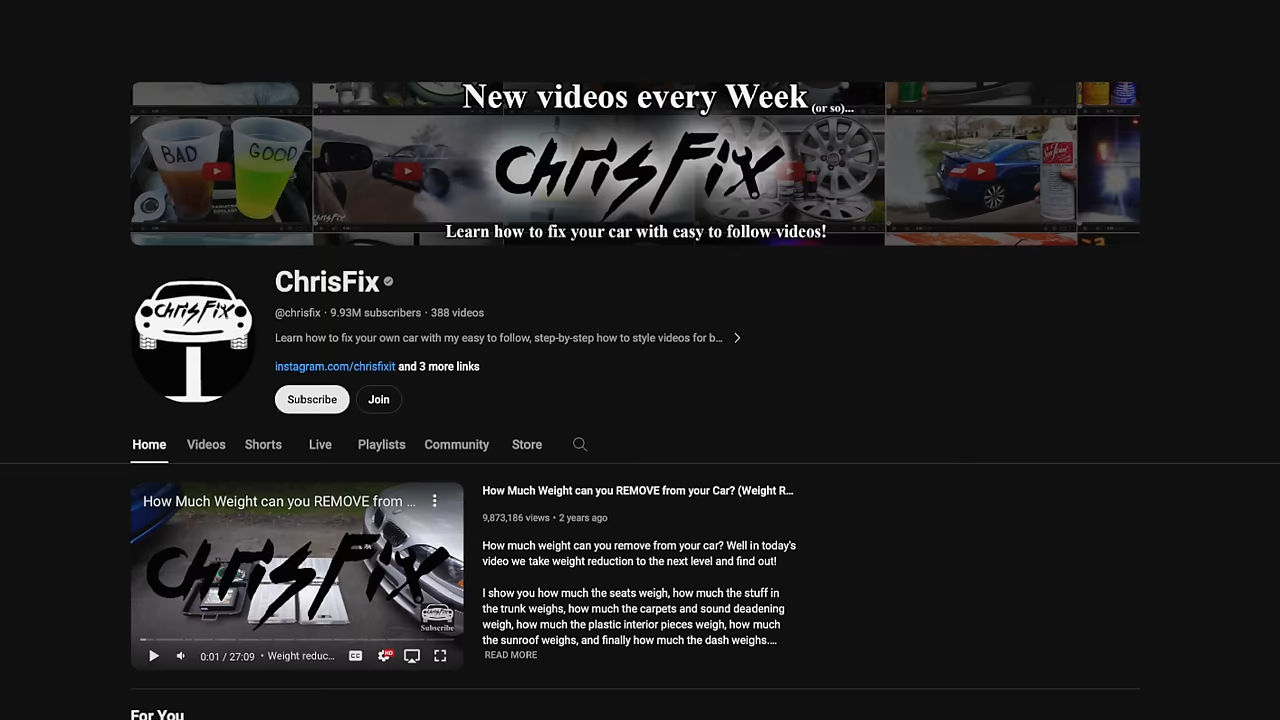 New videos every Week (or so)...
BAD
GOOD
ChrisFix
Learn how to fix your car with easy to follow videos!
ChrisFix
ChrisFix
@chrisfix · 9.93M subscribers · 388 videos
Learn how to fix your own car with my easy to follow, step-by-step how to style videos for b...
instagram.com/chrisfixit and 3 more links
Subscribe
Join
Home
Videos
Shorts
Live
Playlists
Community
Store
How Much Weight can you REMOVE from ...
ChrisFix
Subscribe
0:01 / 27:09 • Weight reduc...
CC
HD
How Much Weight can you REMOVE from your Car? (Weight R...
9,873,186 views • 2 years ago
How much weight can you remove from your car? Well in today's
video we take weight reduction to the next level and find out!
I show you how much the seats weigh, how much the stuff in
the trunk weighs, how much the carpets and sound deadening
weigh, how much the plastic interior pieces weigh, how much
the sunroof weighs, and finally how much the dash weighs....
READ MORE
For You